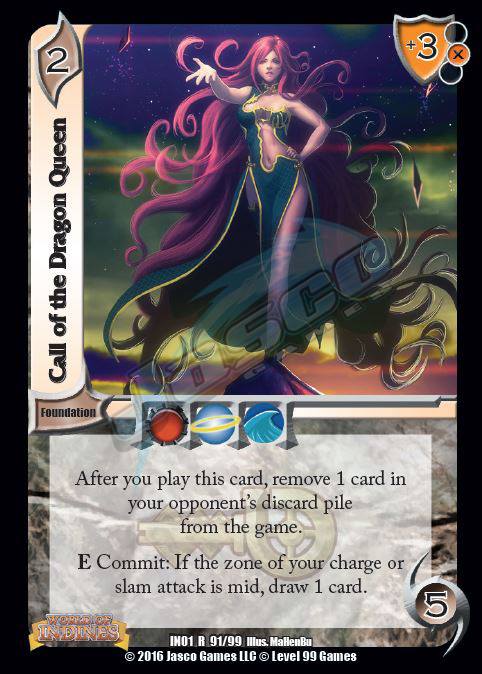 2
+3
Call of the Dragon Queen
Foundation
After you play this card, remove 1 card in
your opponent's discard pile
from the game.
E Commit: If the zone of your charge or
slam attack is mid, draw 1 card.
5
WORLD OF
INDINES
IN01 R 91/99 Illus. MaHenBu
© 2016 Jasco Games LLC © Level 99 Games